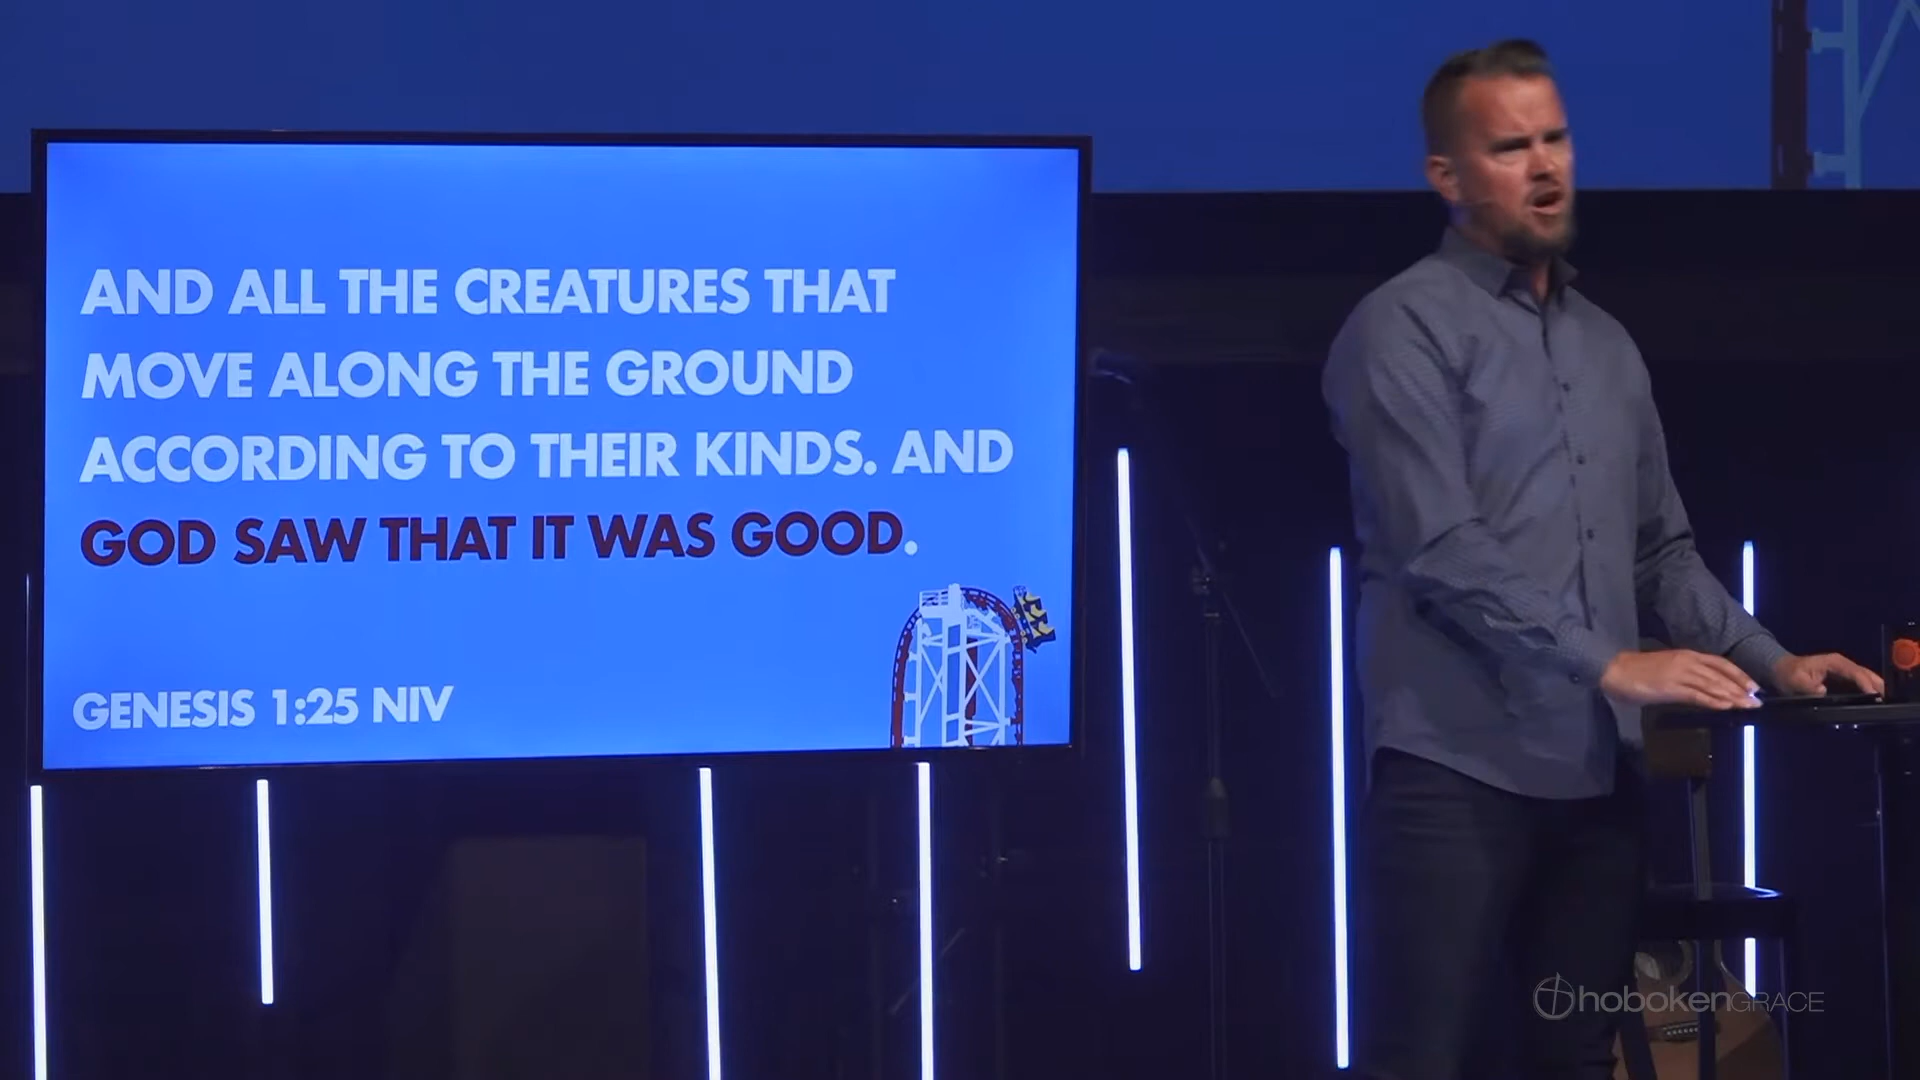 AND ALL THE CREATURES THAT
MOVE ALONG THE GROUND
ACCORDING TO THEIR KINDS. AND
GOD SAW THAT IT WAS GOOD.
GENESIS 1:25 NIV
hobokenGRACE